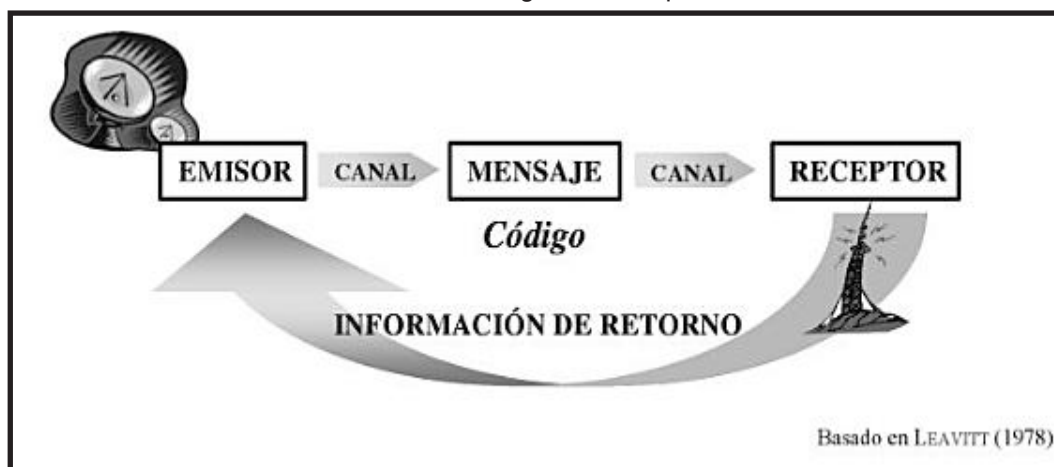 EMISOR CANAL MENSAJE CANAL RECEPTOR
Código
INFORMACIÓN DE RETORNO
Basado en LEAVITT (1978)